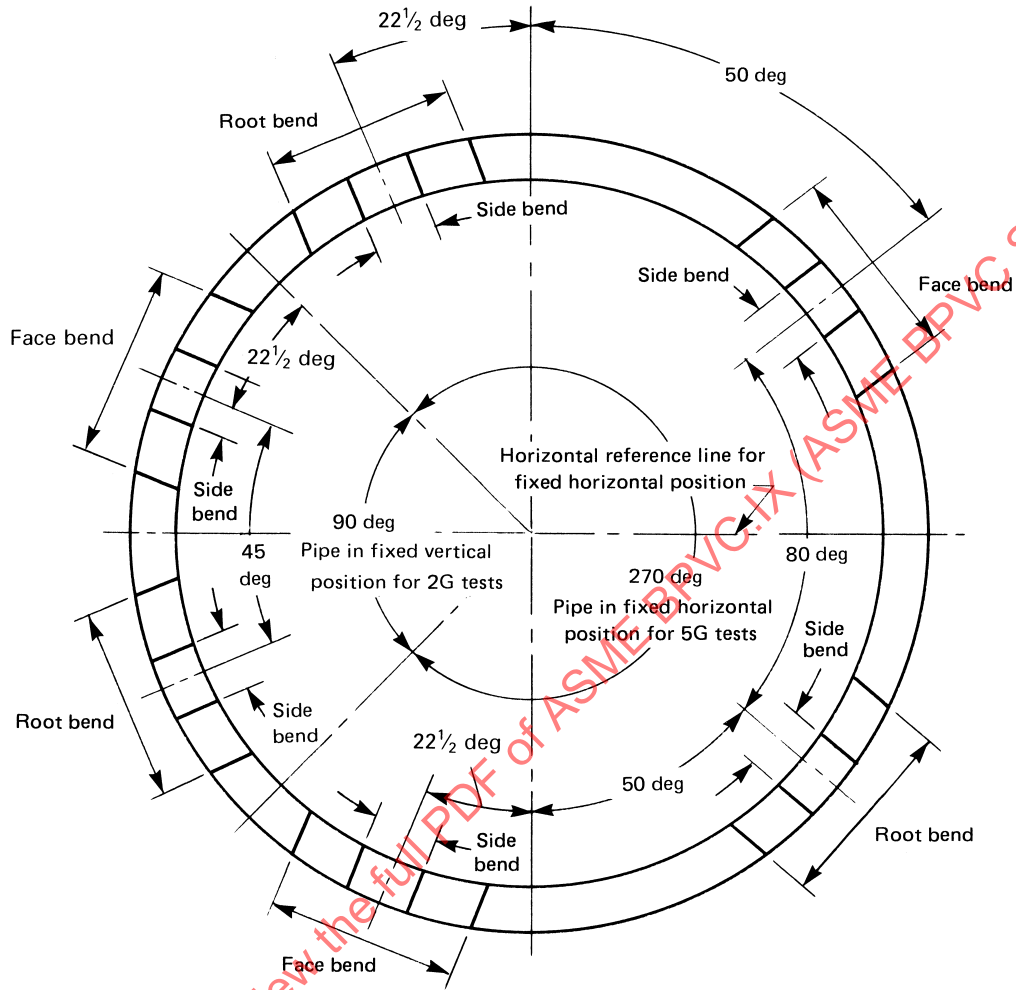 22½ deg
50 deg
Root bend
Side bend
Side bend
Face bend
Face bend
22½ deg
Horizontal reference line for
fixed horizontal position
Side
bend
90 deg
Pipe in fixed vertical
position for 2G tests
45
deg
80 deg
270 deg
Pipe in fixed horizontal
position for 5G tests
Side
bend
Root bend
Side
bend
22½ deg
50 deg
Side
bend
Root bend
Face bend
iew the full PDF of ASME BPVC.IX (ASME BPVC S